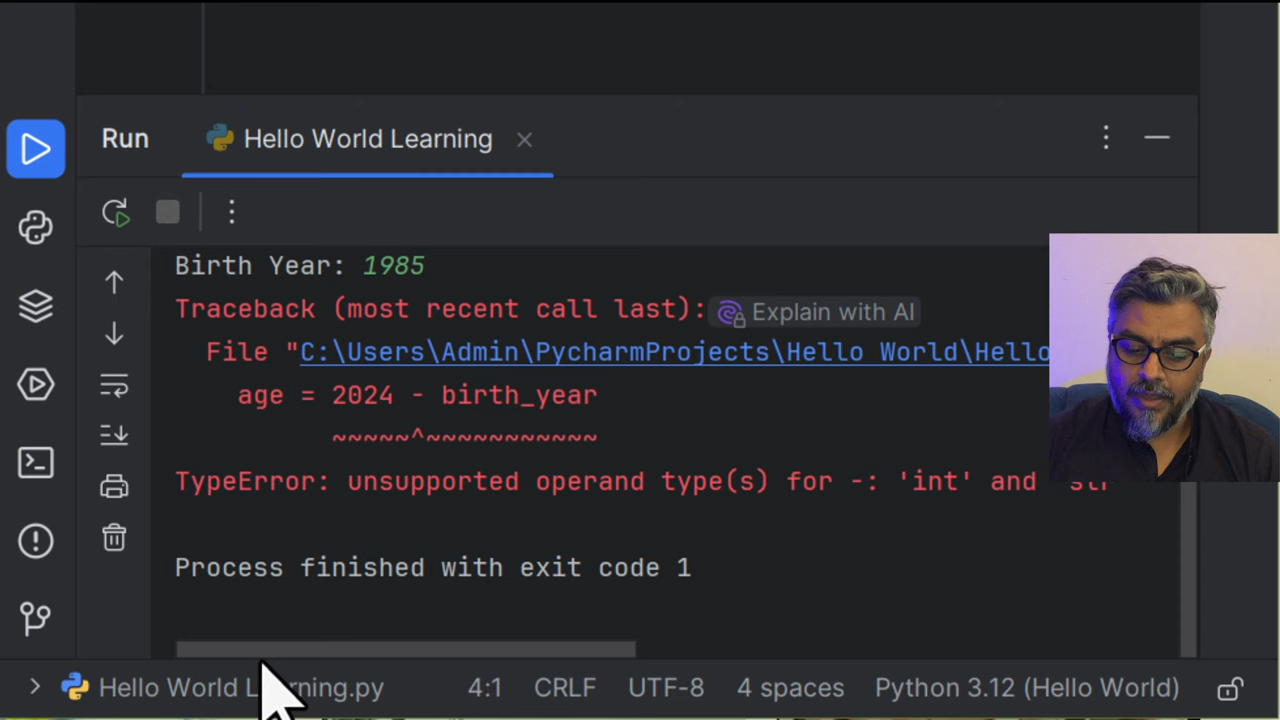 Run
Hello World Learning
Birth Year: 1985
Traceback (most recent call last):
Explain with AI
File "C:\Users\Admin\PycharmProjects\Hello World\Hello
age = 2024 - birth_year
~~~~~^~~~~~~~~~~~
TypeError: unsupported operand type(s) for -: 'int' and
Process finished with exit code 1
Hello World .py 4:1 CRLF UTF-8 4 spaces Python 3.12 (Hello World)